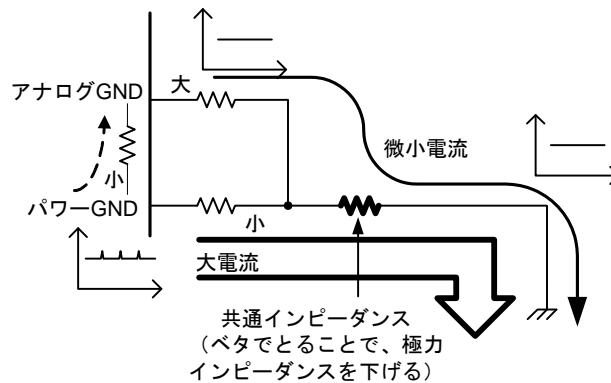 アナログGND
大
小
パワーGND
小
微小電流
大電流
共通インピーダンス
（ベタでとることで、極力
インピーダンスを下げる）